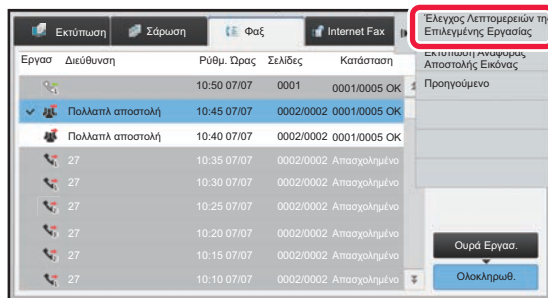 Εκτύπωση Σάρωση Φαξ Internet Fax
Έλεγχος Λεπτομερειών της
Επιλεγμένης Εργασίας
Εκτύπωση Αναφοράς
Αποστολής Εικόνας
Προηγούμενο
Εργασ Διεύθυνση Ρύθμ. Ώρας Σελίδες Κατάσταση
10:50 07/07 0001 0001/0005 OK
Πολλαπλ αποστολή 10:45 07/07 0002/0002 0001/0005 OK
Πολλαπλ αποστολή 10:40 07/07 0002/0002 0001/0005 OK
27 10:35 07/07 0002/0002 Απασχολημένο
27 10:30 07/07 0002/0002 Απασχολημένο
27 10:25 07/07 0002/0002 Απασχολημένο
27 10:20 07/07 0002/0002 Απασχολημένο
27 10:15 07/07 0002/0002 Απασχολημένο
27 10:10 07/07 0002/0002 Απασχολημένο
Ουρά Εργασ.
Ολοκληρωθ.